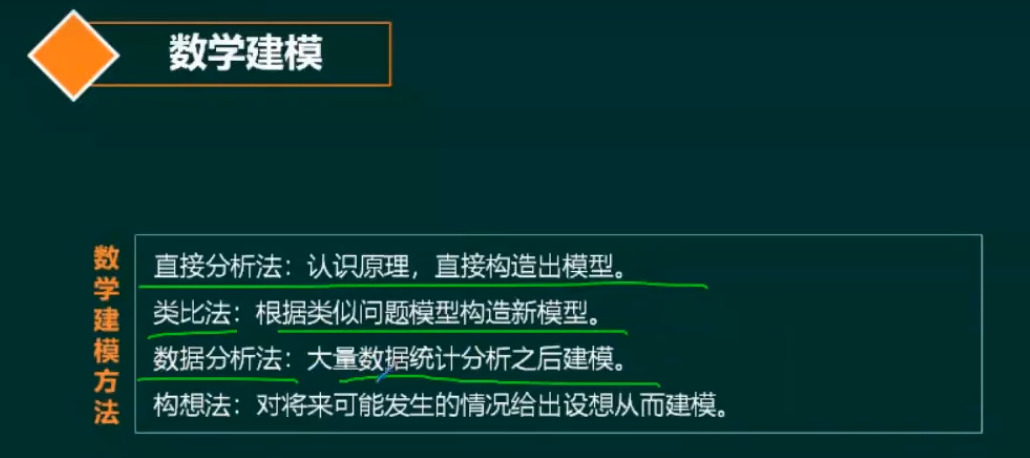 数学建模
数学建模方法
直接分析法：认识原理，直接构造出模型。
类比法：根据类似问题模型构造新模型。
数据分析法：大量数据统计分析之后建模。
构想法：对将来可能发生的情况给出设想从而建模。